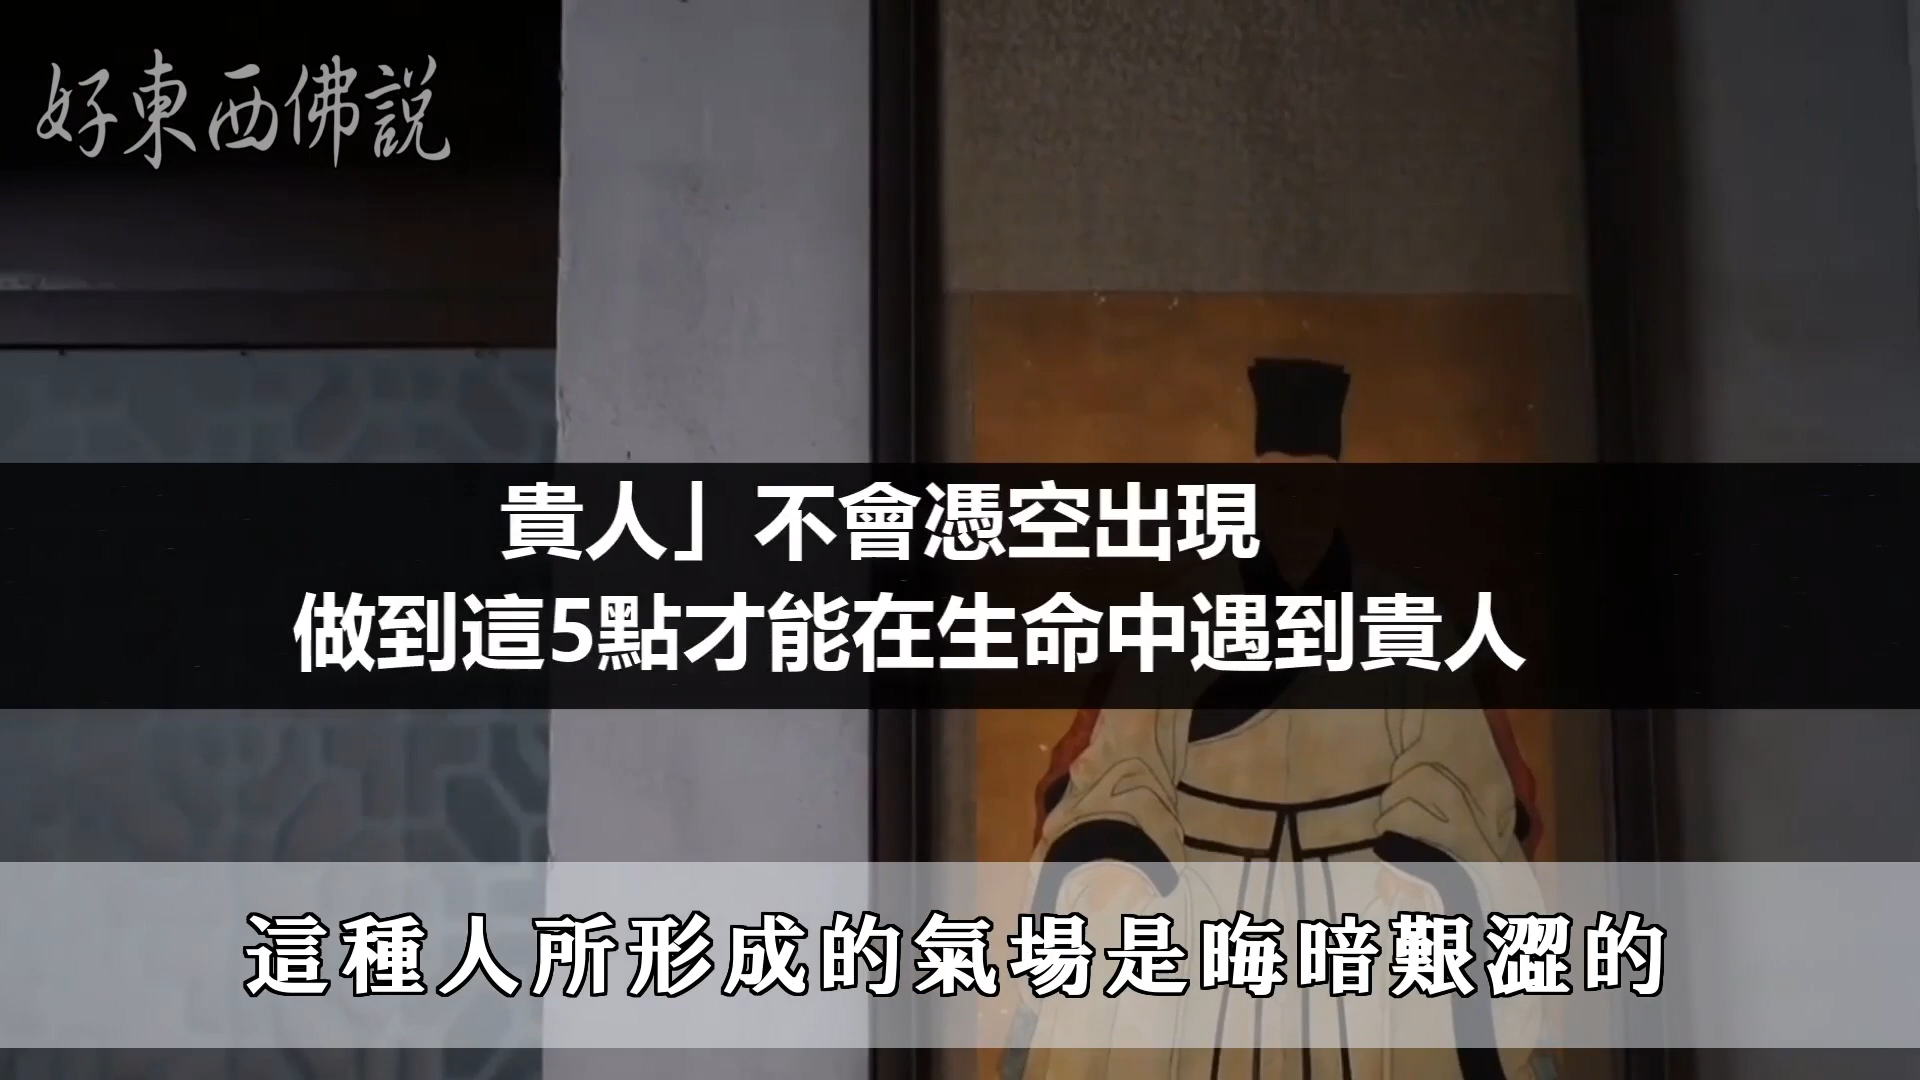 好東西佛説
貴人」不會憑空出現
做到這5點才能在生命中遇到貴人
這種人所形成的氣場是晦暗艱澀的